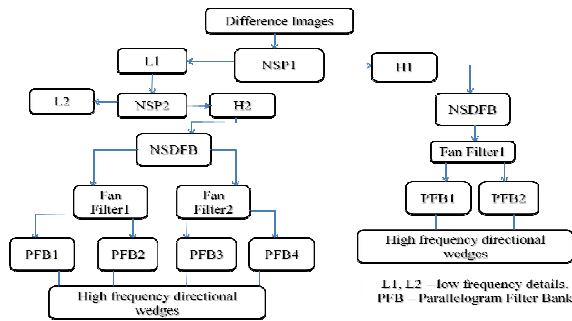 Difference Images
L1
NSP1
H1
L2
NSP2
H2
NSDFB
NSDFB
Fan Filter1
Fan
Filter1
Fan
Filter2
PFB1
PFB2
PFB1
PFB2
PFB3
PFB4
High frequency directional
wedges
High frequency directional
wedges
L1, L2 – low frequency details.
PFB – Parallelogram Filter Bank